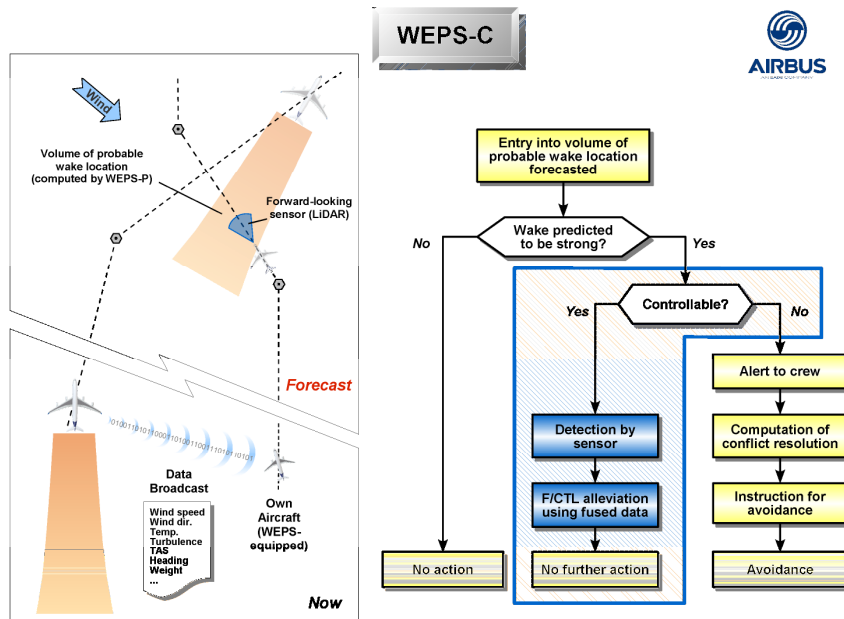 WEPS-C
AIRBUS
AN EADS COMPANY
Wind
Volume of probable
wake location
(computed by WEPS-P)
Forward-looking
sensor (LiDAR)
Forecast
Data
Broadcast
Wind speed
Wind dir.
Temp.
Turbulence
TAS
Heading
Weight
...
Own
Aircraft
(WEPS-
equipped)
Now
Entry into volume of
probable wake location
forecasted
Wake predicted
to be strong?
No
Yes
Controllable?
Yes
No
Alert to crew
Detection by
sensor
Computation of
conflict resolution
F/CTL alleviation
using fused data
Instruction for
avoidance
No action
No further action
Avoidance